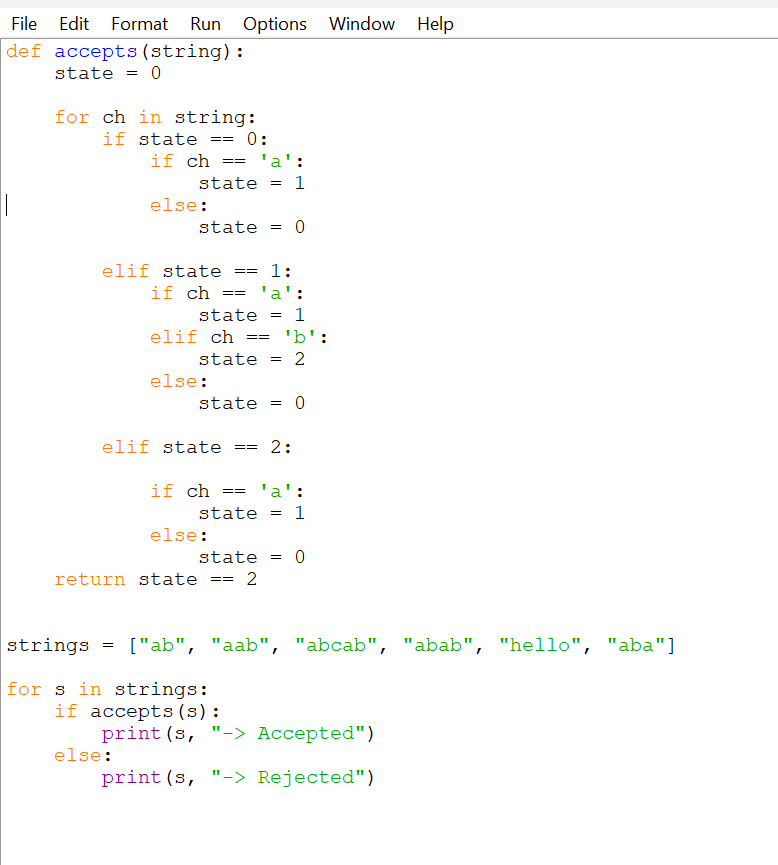 File Edit Format Run Options Window Help
def accepts(string):
    state = 0

    for ch in string:
        if state == 0:
            if ch == 'a':
                state = 1
            else:
                state = 0

        elif state == 1:
            if ch == 'a':
                state = 1
            elif ch == 'b':
                state = 2
            else:
                state = 0

        elif state == 2:

            if ch == 'a':
                state = 1
            else:
                state = 0
    return state == 2


strings = ["ab", "aab", "abcab", "abab", "hello", "aba"]

for s in strings:
    if accepts(s):
        print(s, "-> Accepted")
    else:
        print(s, "-> Rejected")